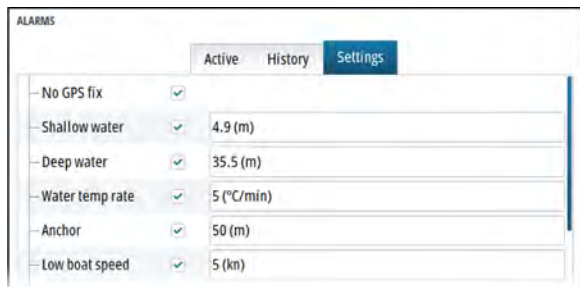 ALARMS
Active History Settings
No GPS fix
Shallow water 4.9 (m)
Deep water 35.5 (m)
Water temp rate 5 (°C/min)
Anchor 50 (m)
Low boat speed 5 (kn)